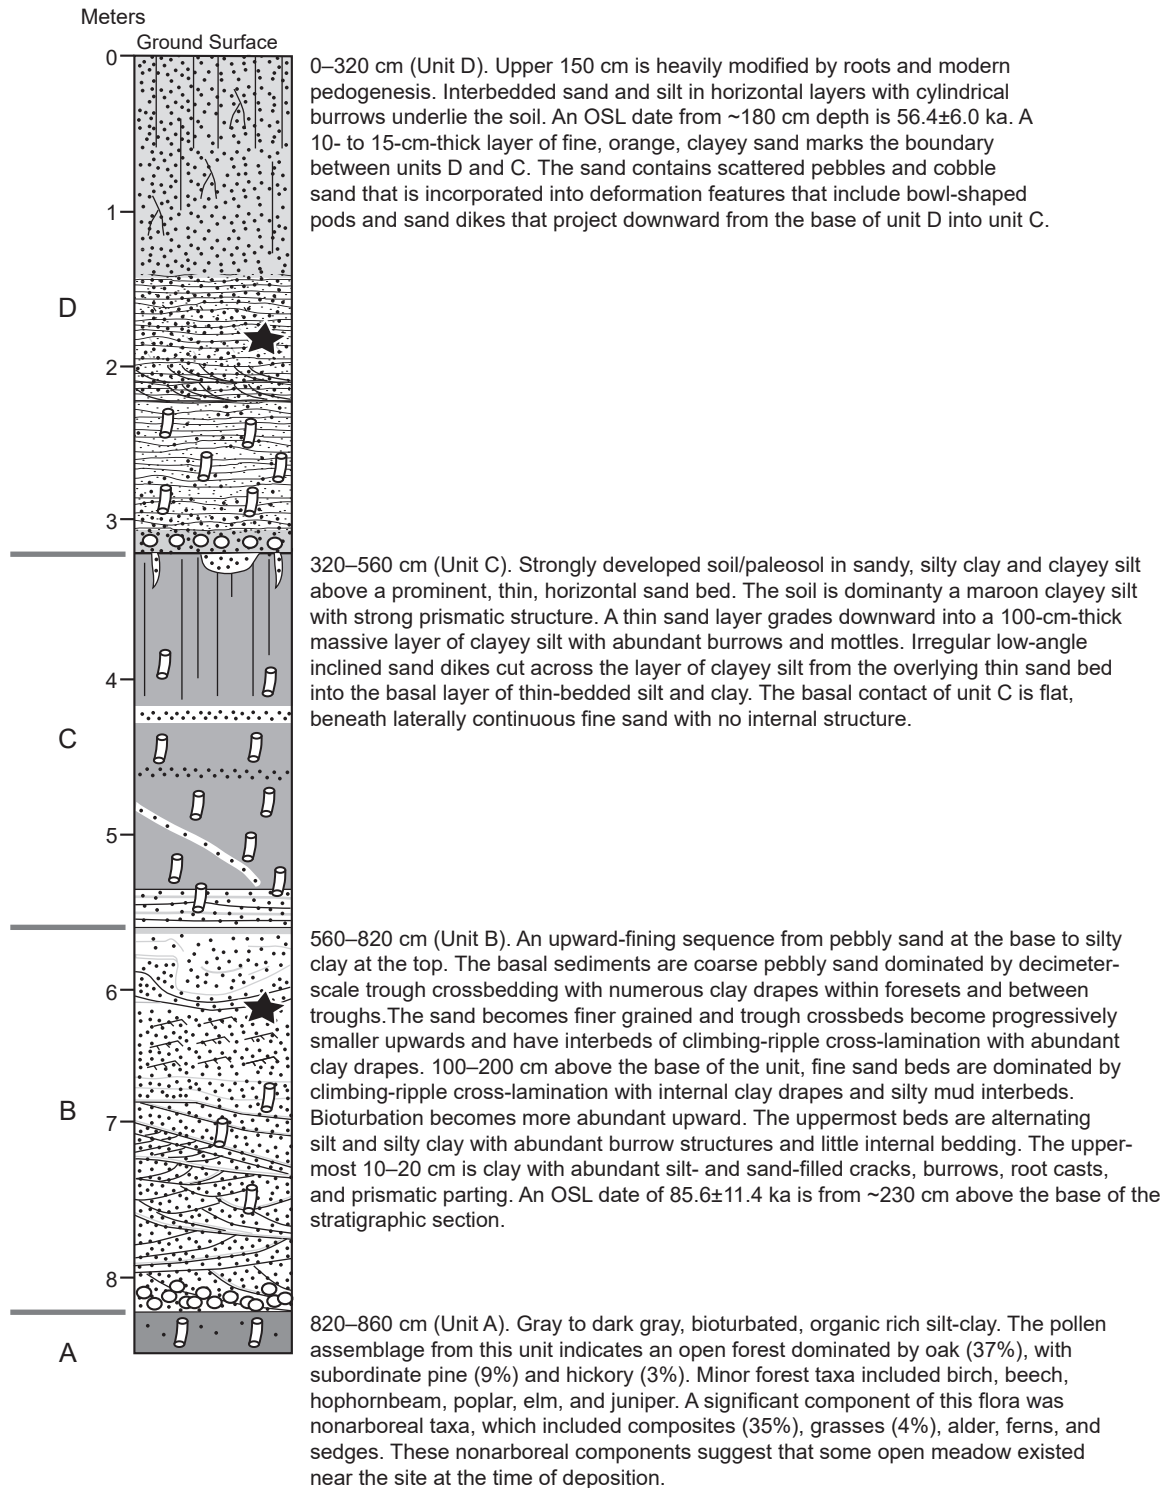 Meters
Ground Surface
0
1
2
3
4
5
6
7
8
D
C
B
A
0–320 cm (Unit D). Upper 150 cm is heavily modified by roots and modern
pedogenesis. Interbedded sand and silt in horizontal layers with cylindrical
burrows underlie the soil. An OSL date from ~180 cm depth is 56.4±6.0 ka. A
10- to 15-cm-thick layer of fine, orange, clayey sand marks the boundary
between units D and C. The sand contains scattered pebbles and cobble
sand that is incorporated into deformation features that include bowl-shaped
pods and sand dikes that project downward from the base of unit D into unit C.
320–560 cm (Unit C). Strongly developed soil/paleosol in sandy, silty clay and clayey silt
above a prominent, thin, horizontal sand bed. The soil is dominanty a maroon clayey silt
with strong prismatic structure. A thin sand layer grades downward into a 100-cm-thick
massive layer of clayey silt with abundant burrows and mottles. Irregular low-angle
inclined sand dikes cut across the layer of clayey silt from the overlying thin sand bed
into the basal layer of thin-bedded silt and clay. The basal contact of unit C is flat,
beneath laterally continuous fine sand with no internal structure.
560–820 cm (Unit B). An upward-fining sequence from pebbly sand at the base to silty
clay at the top. The basal sediments are coarse pebbly sand dominated by decimeter-
scale trough crossbedding with numerous clay drapes within foresets and between
troughs.The sand becomes finer grained and trough crossbeds become progressively
smaller upwards and have interbeds of climbing-ripple cross-lamination with abundant
clay drapes. 100–200 cm above the base of the unit, fine sand beds are dominated by
climbing-ripple cross-lamination with internal clay drapes and silty mud interbeds.
Bioturbation becomes more abundant upward. The uppermost beds are alternating
silt and silty clay with abundant burrow structures and little internal bedding. The upper-
most 10–20 cm is clay with abundant silt- and sand-filled cracks, burrows, root casts,
and prismatic parting. An OSL date of 85.6±11.4 ka is from ~230 cm above the base of the
stratigraphic section.
820–860 cm (Unit A). Gray to dark gray, bioturbated, organic rich silt-clay. The pollen
assemblage from this unit indicates an open forest dominated by oak (37%), with
subordinate pine (9%) and hickory (3%). Minor forest taxa included birch, beech,
hophornbeam, poplar, elm, and juniper. A significant component of this flora was
nonarboreal taxa, which included composites (35%), grasses (4%), alder, ferns, and
sedges. These nonarboreal components suggest that some open meadow existed
near the site at the time of deposition.